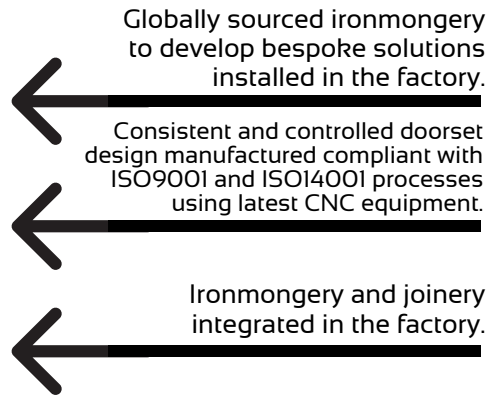 Globally sourced ironmongery
to develop bespoke solutions
installed in the factory.
Consistent and controlled doorset
design manufactured compliant with
ISO9001 and ISO14001 processes
using latest CNC equipment.
Ironmongery and joinery
integrated in the factory.